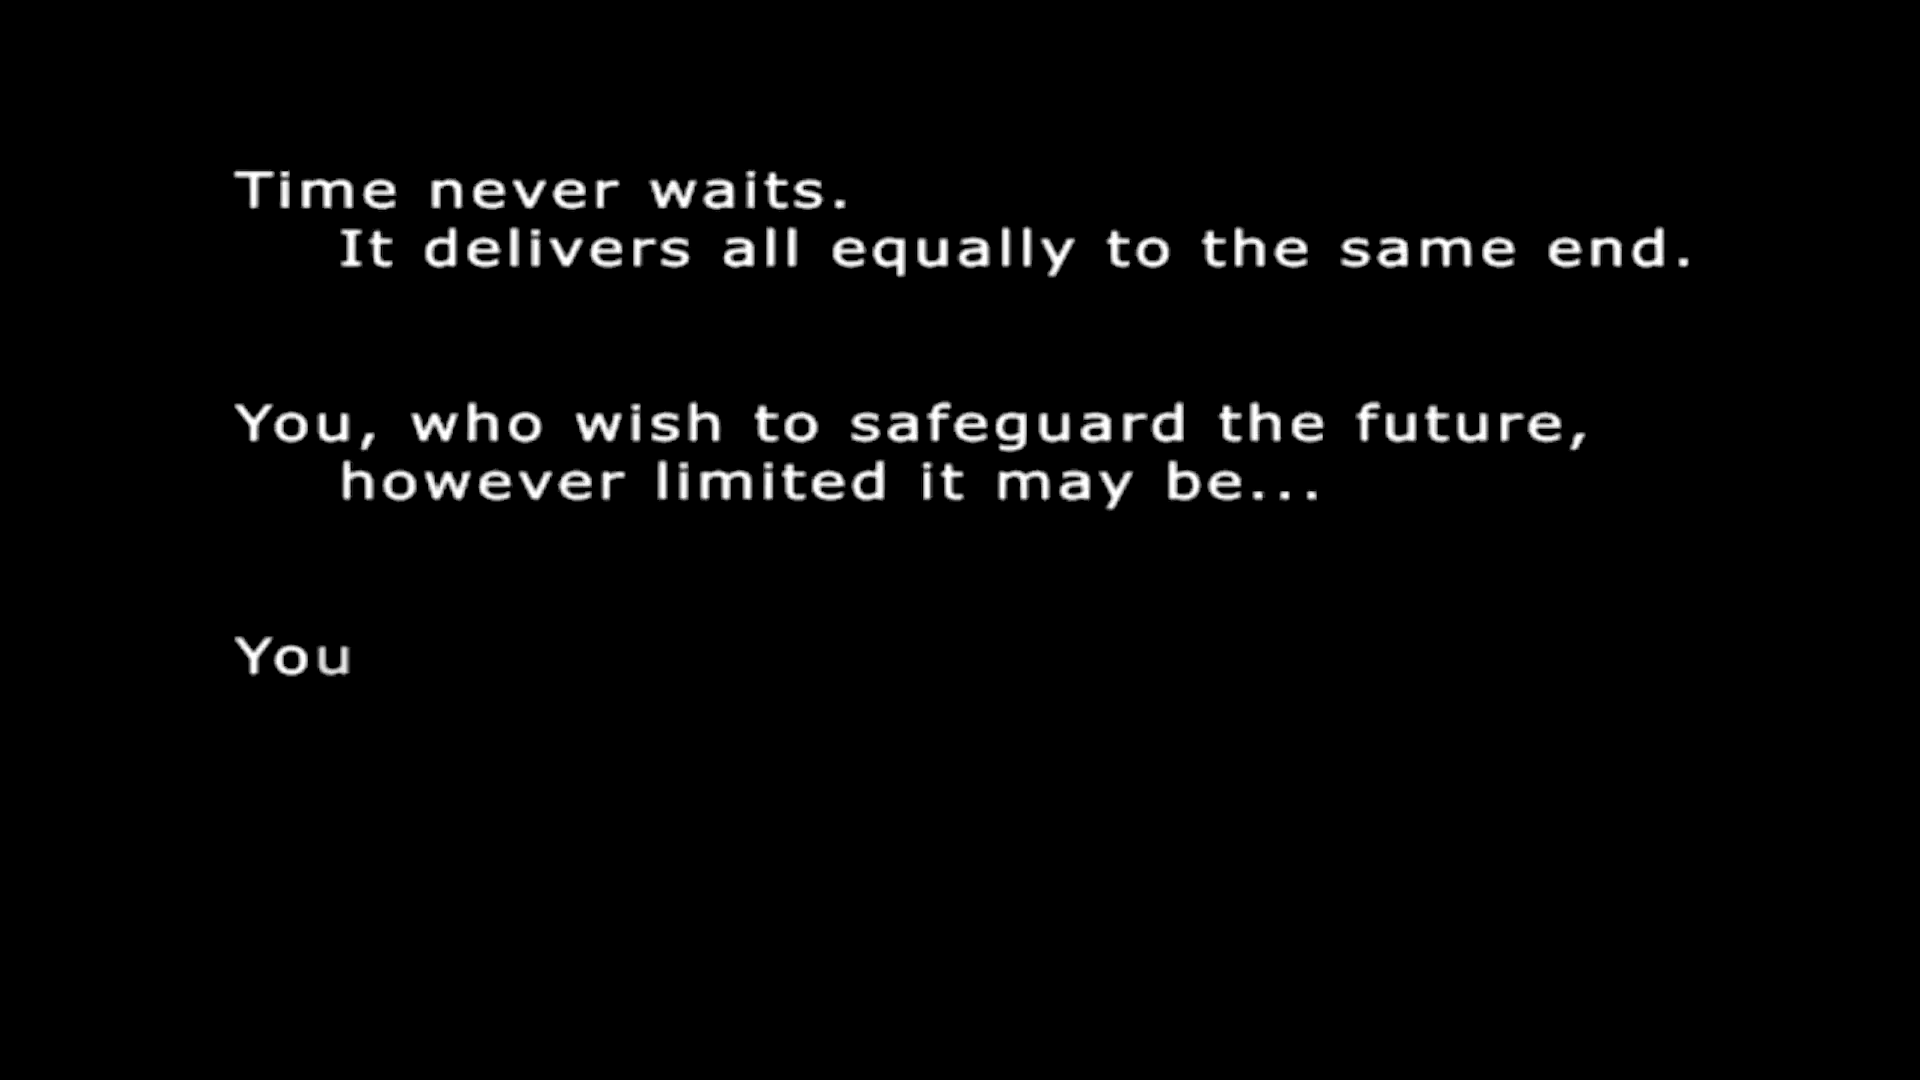 Time never waits.
It delivers all equally to the same end.
You, who wish to safeguard the future,
however limited it may be...
You